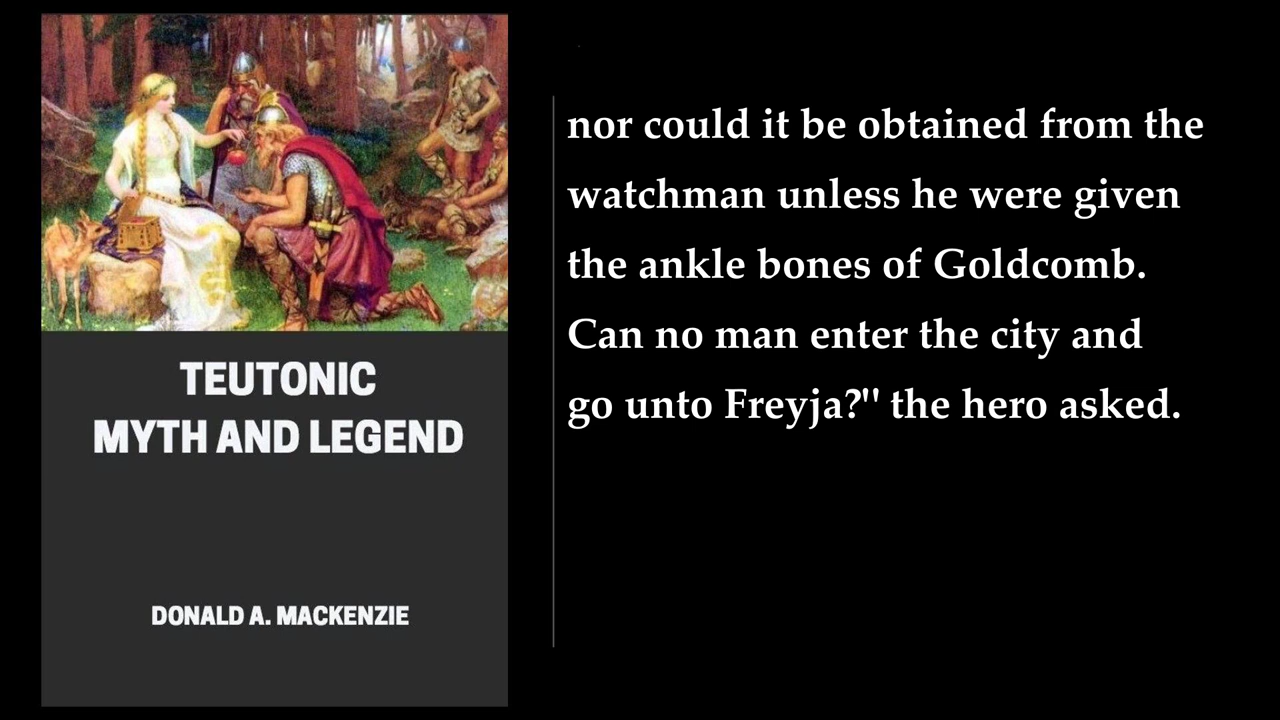 TEUTONIC
MYTH AND LEGEND
DONALD A. MACKENZIE
nor could it be obtained from the
watchman unless he were given
the ankle bones of Goldcomb.
Can no man enter the city and
go unto Freyja?" the hero asked.